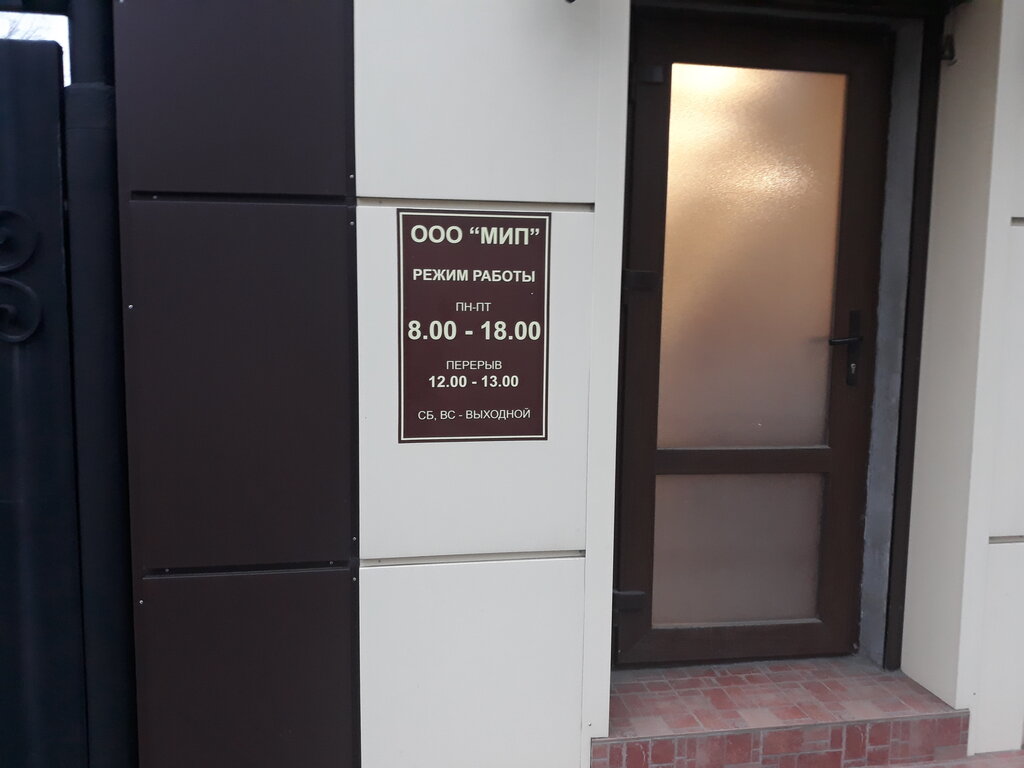 ООО “МИП”
РЕЖИМ РАБОТЫ
ПН-ПТ
8.00 - 18.00
ПЕРЕРЫВ
12.00 - 13.00
СБ, ВС - ВЫХОДНОЙ